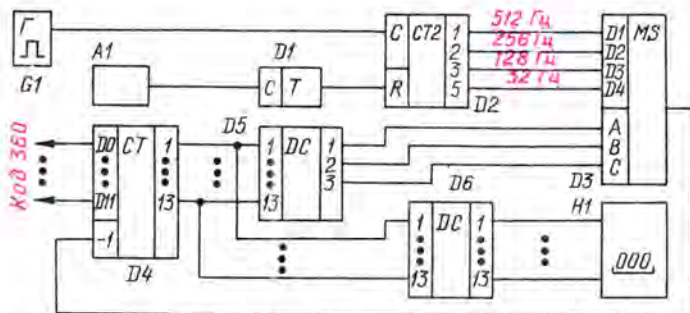 Г
G1
A1
D1
C T
C CT2 1
2
3
R 5
D2
512 Гц
256 Гц
128 Гц
32 Гц
D1 MS
D2
D3
D4
A
B
C
D3
Код 360
D0 CT 1
D11 13
-1
D4
D5
1 DC 1
2
13 3
D6
1 DC 1
13 13
H1
000